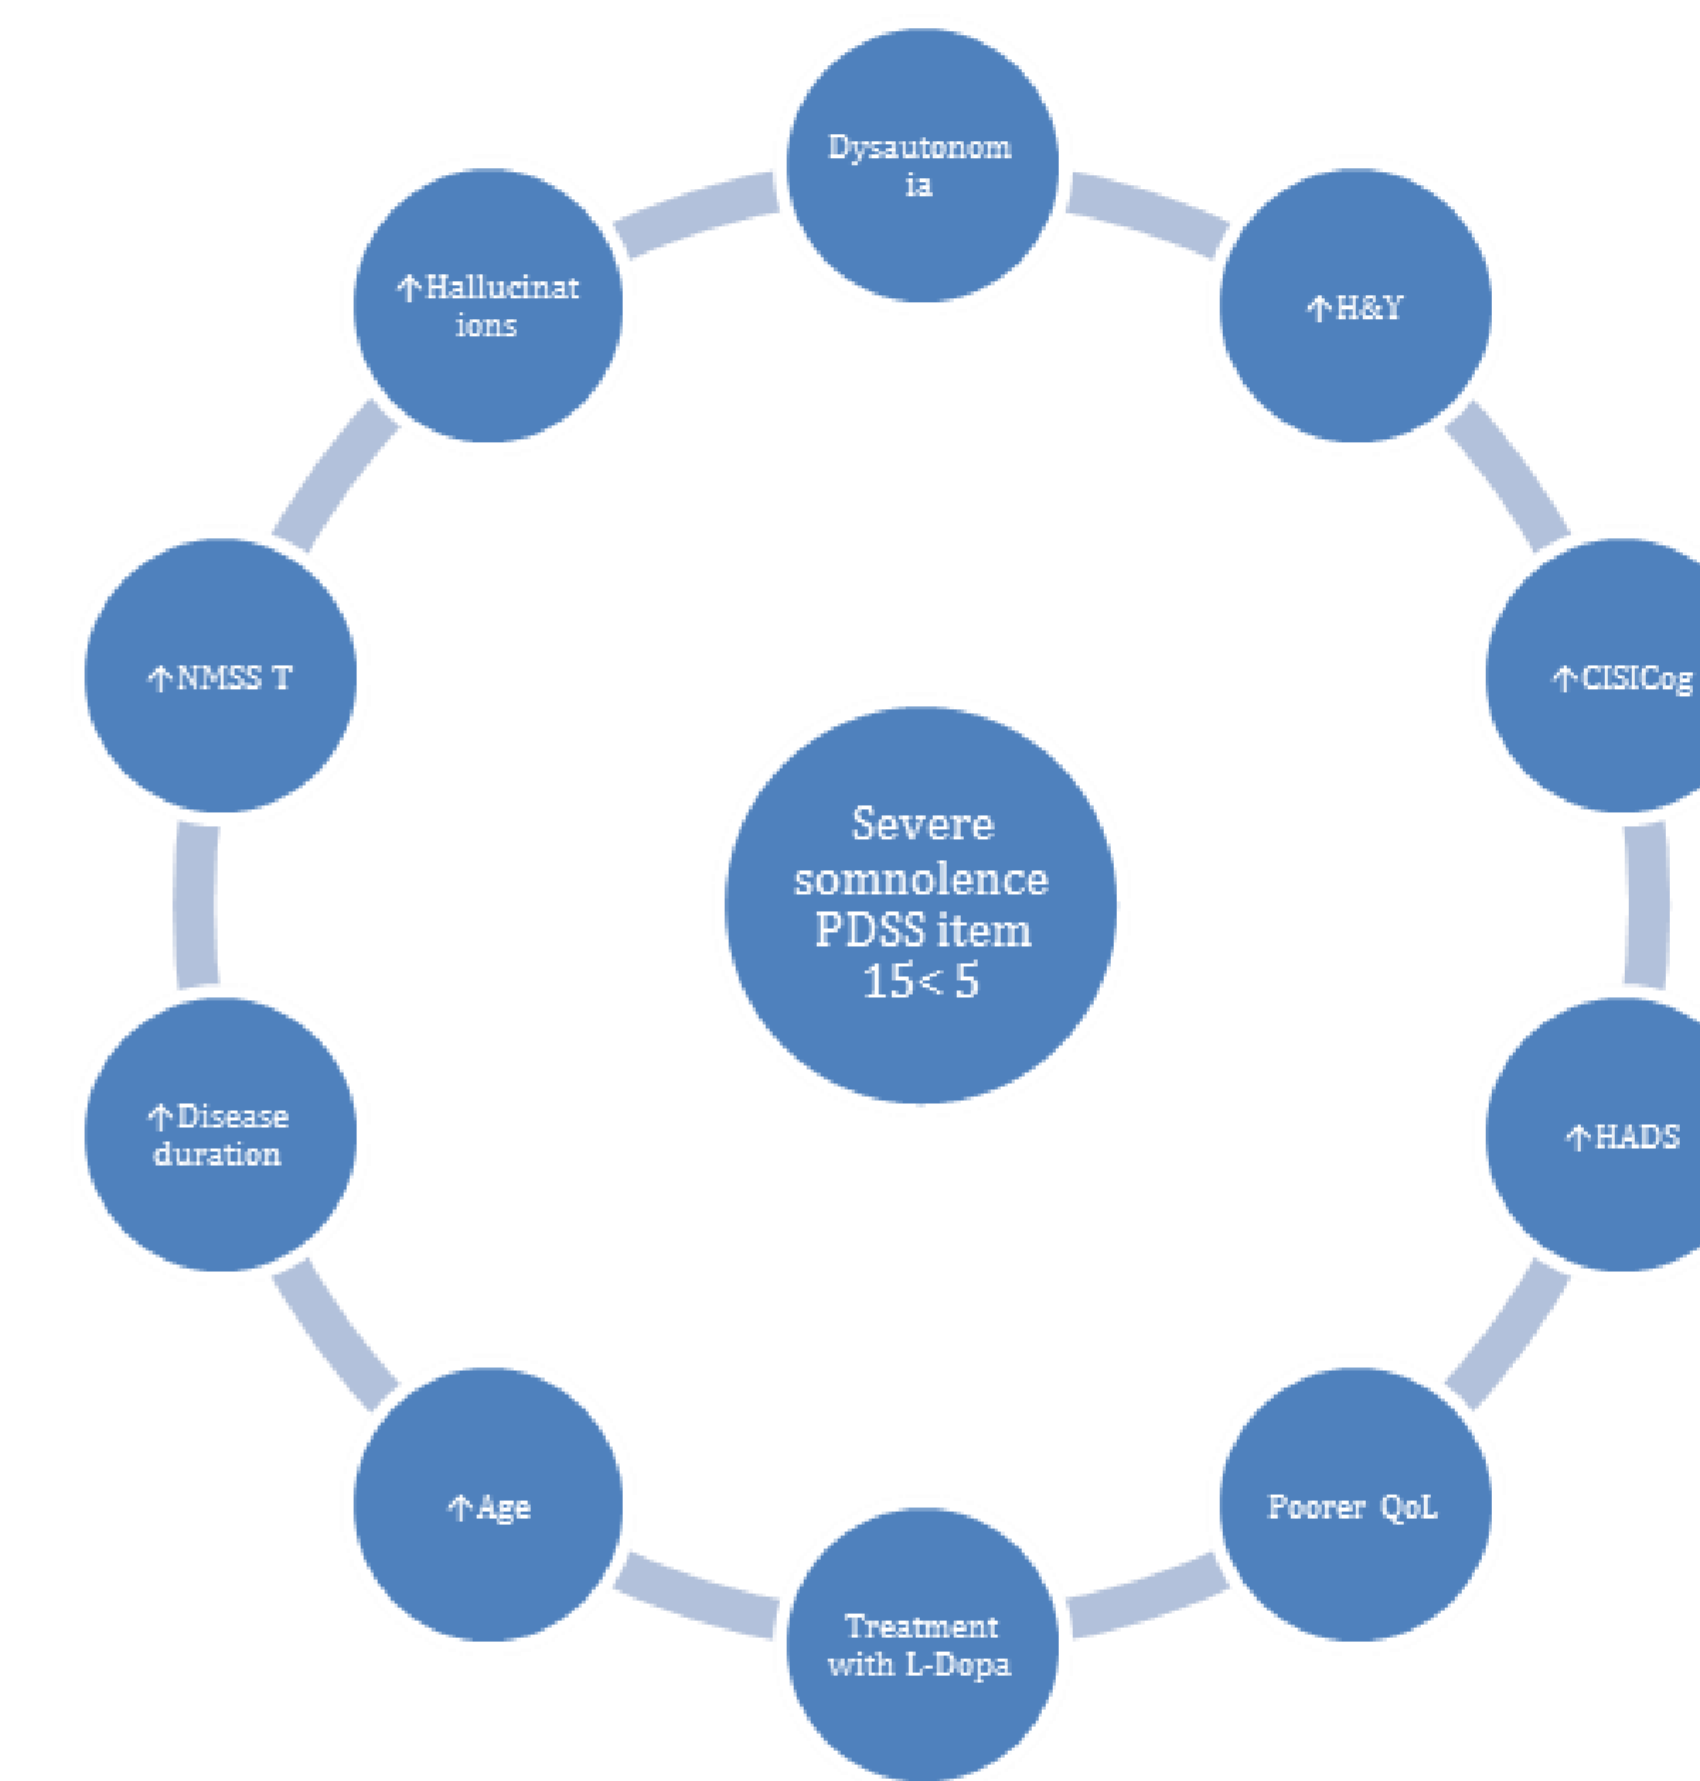 Dysautonom
ia
↑H&Y
↑CISICog
↑HADS
Poorer QoL
Treatment
with L-Dopa
↑Age
↑Disease
duration
↑NMSS T
↑Hallucinat
ions
Severe
somnolence
PDSS item
15< 5